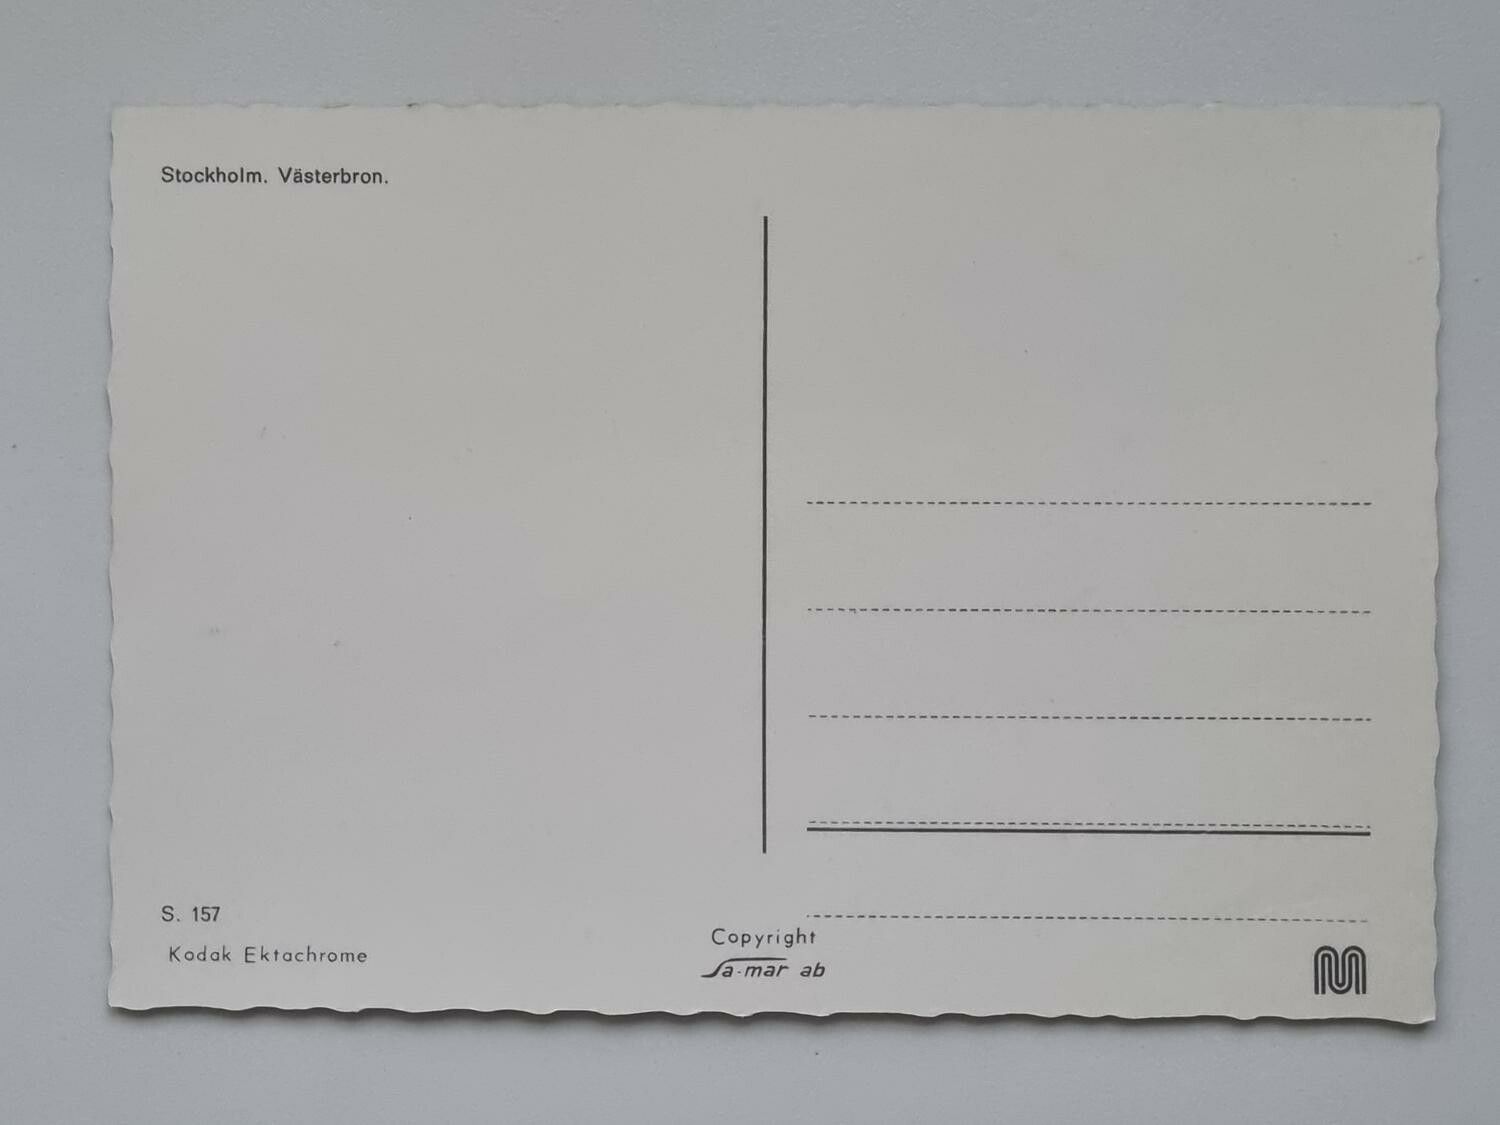 Stockholm. Västerbron.
S. 157
Kodak Ektachrome
Copyright
Sa-mar ab